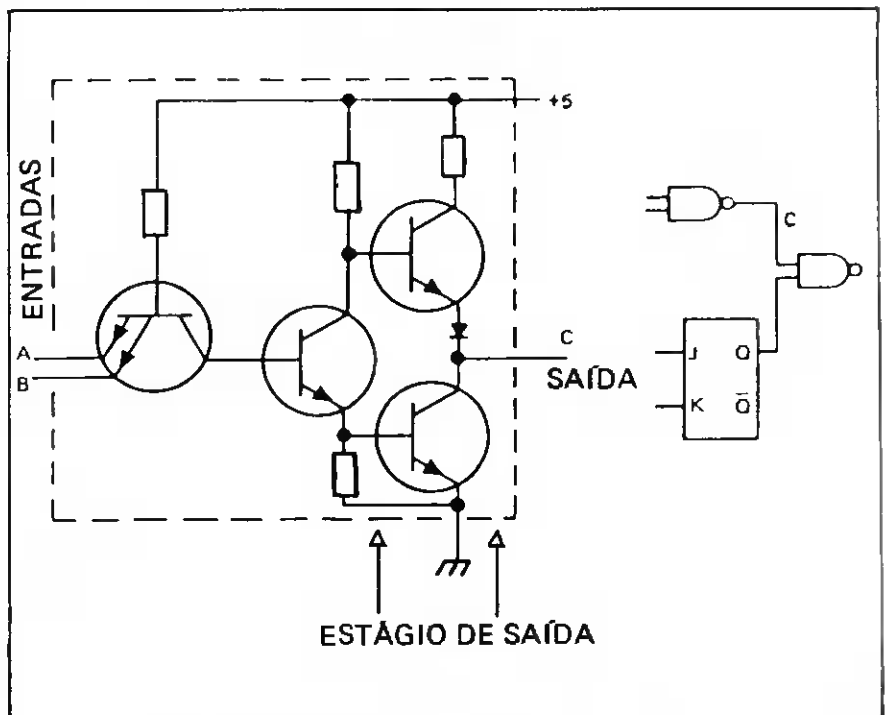 +5
ENTRADAS
A
B
C
SAÍDA
C
J Q
K Q̅
ESTÁGIO DE SAÍDA